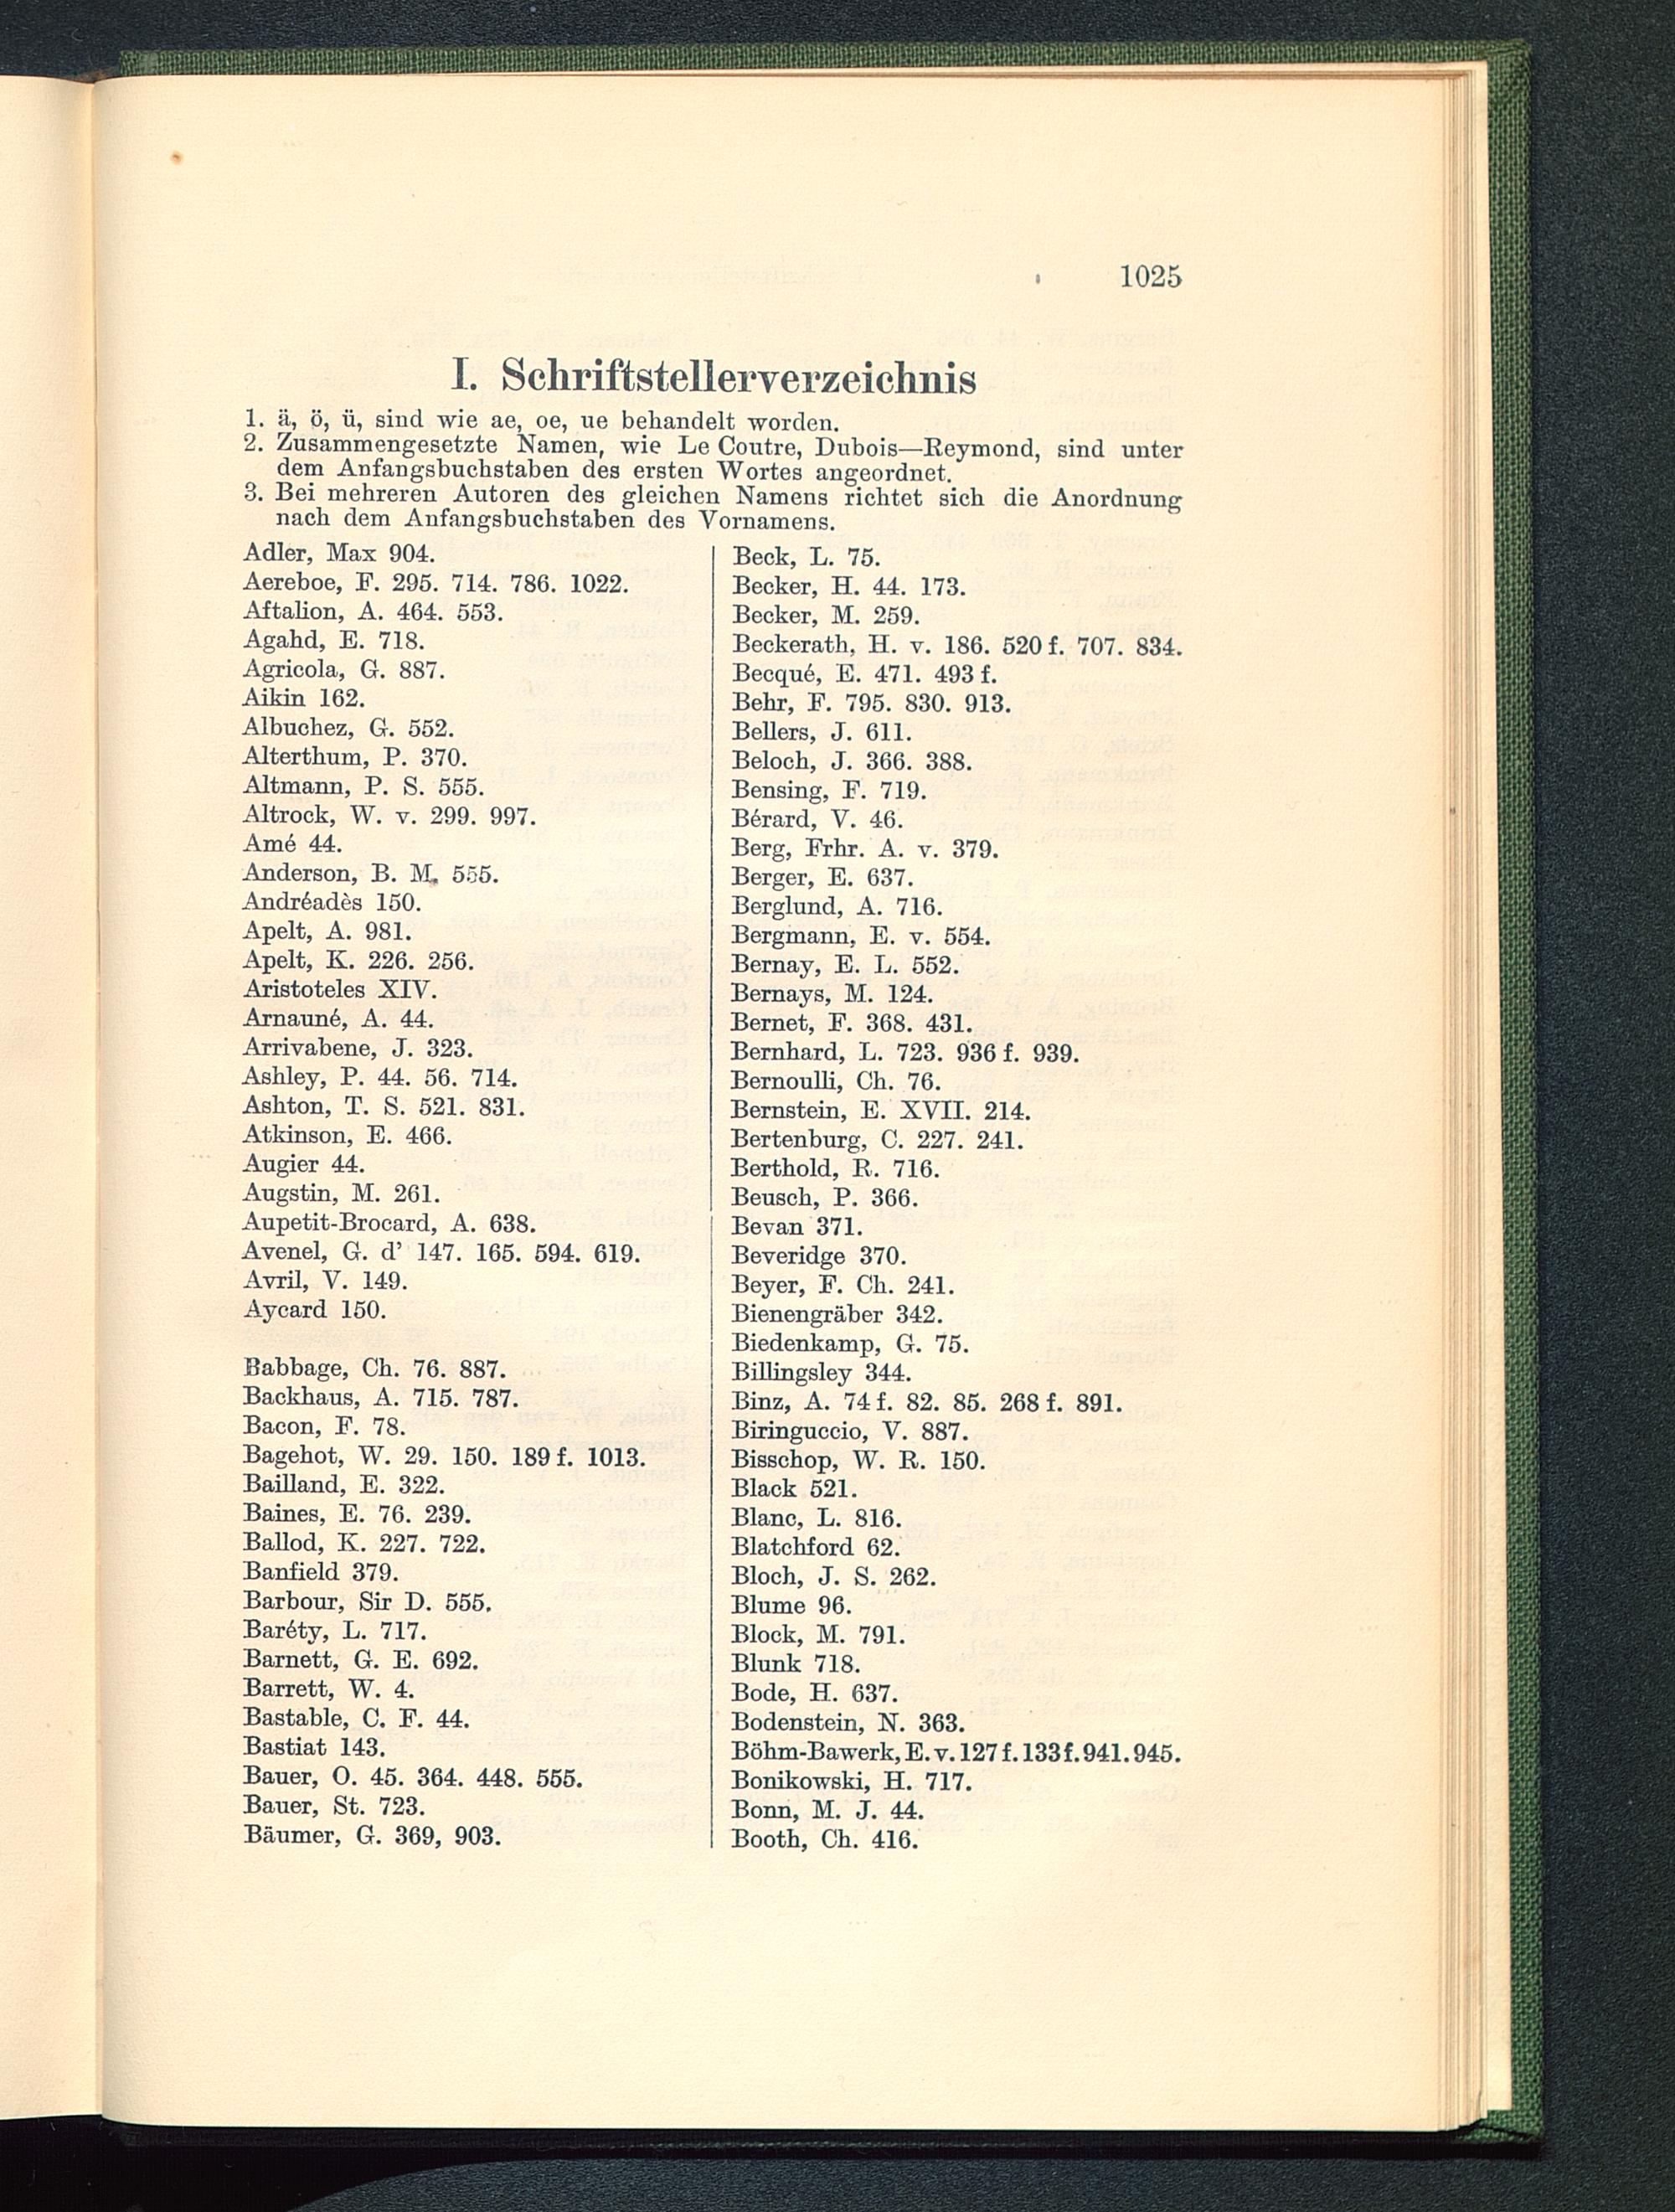 1025
I. Schriftstellerverzeichnis
1. ä, ö, ü, sind wie ae, oe, ue behandelt worden.
2. Zusammengesetzte Namen, wie Le Coutre, Dubois—Reymond, sind unter
dem Anfangsbuchstaben des ersten Wortes angeordnet.
3. Bei mehreren Autoren des gleichen Namens richtet sich die Anordnung
nach dem Anfangsbuchstaben des Vornamens.
Adler, Max 904.
Aereboe, F. 295. 714. 786. 1022.
Aftalion, A. 464. 553.
Agahd, E. 718.
Agricola, G. 887.
Aikin 162.
Albuchez, G. 552.
Alterthum, P. 370.
Altmann, P. S. 555.
Altrock, W. v. 299. 997.
Amé 44.
Anderson, B. M. 555.
Andréadès 150.
Apelt, A. 981.
Apelt, K. 226. 256.
Aristoteles XIV.
Arnauné, A. 44.
Arrivabene, J. 323.
Ashley, P. 44. 56. 714.
Ashton, T. S. 521. 831.
Atkinson, E. 466.
Augier 44.
Augstin, M. 261.
Aupetit-Brocard, A. 638.
Avenel, G. d' 147. 165. 594. 619.
Avril, V. 149.
Aycard 150.
Babbage, Ch. 76. 887.
Backhaus, A. 715. 787.
Bacon, F. 78.
Bagehot, W. 29. 150. 189 f. 1013.
Bailland, E. 322.
Baines, E. 76. 239.
Ballod, K. 227. 722.
Banfield 379.
Barbour, Sir D. 555.
Baréty, L. 717.
Barnett, G. E. 692.
Barrett, W. 4.
Bastable, C. F. 44.
Bastiat 143.
Bauer, O. 45. 364. 448. 555.
Bauer, St. 723.
Bäumer, G. 369, 903.
Beck, L. 75.
Becker, H. 44. 173.
Becker, M. 259.
Beckerath, H. v. 186. 520 f. 707. 834.
Becqué, E. 471. 493 f.
Behr, F. 795. 830. 913.
Bellers, J. 611.
Beloch, J. 366. 388.
Bensing, F. 719.
Bérard, V. 46.
Berg, Frhr. A. v. 379.
Berger, E. 637.
Berglund, A. 716.
Bergmann, E. v. 554.
Bernay, E. L. 552.
Bernays, M. 124.
Bernet, F. 368. 431.
Bernhard, L. 723. 936 f. 939.
Bernoulli, Ch. 76.
Bernstein, E. XVII. 214.
Bertenburg, C. 227. 241.
Berthold, R. 716.
Beusch, P. 366.
Bevan 371.
Beveridge 370.
Beyer, F. Ch. 241.
Bienengräber 342.
Biedenkamp, G. 75.
Billingsley 344.
Binz, A. 74 f. 82. 85. 268 f. 891.
Biringuccio, V. 887.
Bisschop, W. R. 150.
Black 521.
Blanc, L. 816.
Blatchford 62.
Bloch, J. S. 262.
Blume 96.
Block, M. 791.
Blunk 718.
Bode, H. 637.
Bodenstein, N. 363.
Böhm-Bawerk, E. v. 127 f. 133 f. 941. 945.
Bonikowski, H. 717.
Bonn, M. J. 44.
Booth, Ch. 416.